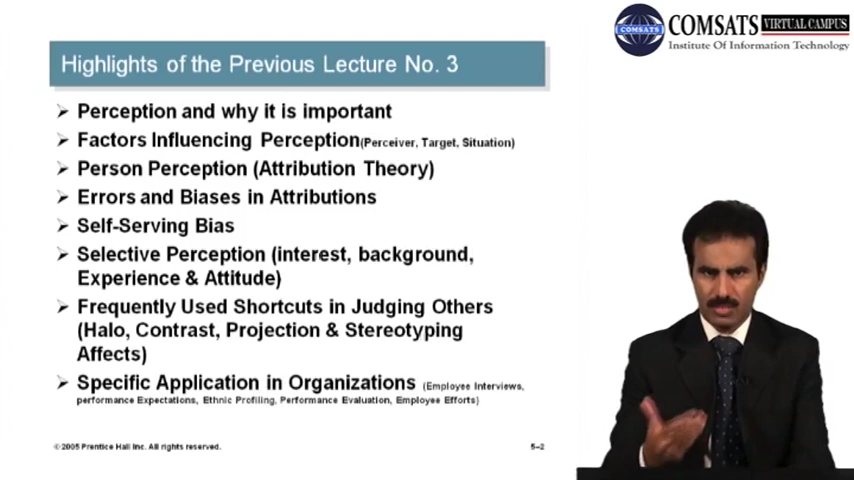 COMSATS VIRTUAL CAMPUS
COMSATS
Institute Of Information Technology
Highlights of the Previous Lecture No. 3
Perception and why it is important
Factors Influencing Perception(Perceiver, Target, Situation)
Person Perception (Attribution Theory)
Errors and Biases in Attributions
Self-Serving Bias
Selective Perception (interest, background,
Experience & Attitude)
Frequently Used Shortcuts in Judging Others
(Halo, Contrast, Projection & Stereotyping
Affects)
Specific Application in Organizations (Employee Interviews,
performance Expectations, Ethnic Profiling, Performance Evaluation, Employee Efforts)
© 2005 Prentice Hall Inc. All rights reserved.
5–2